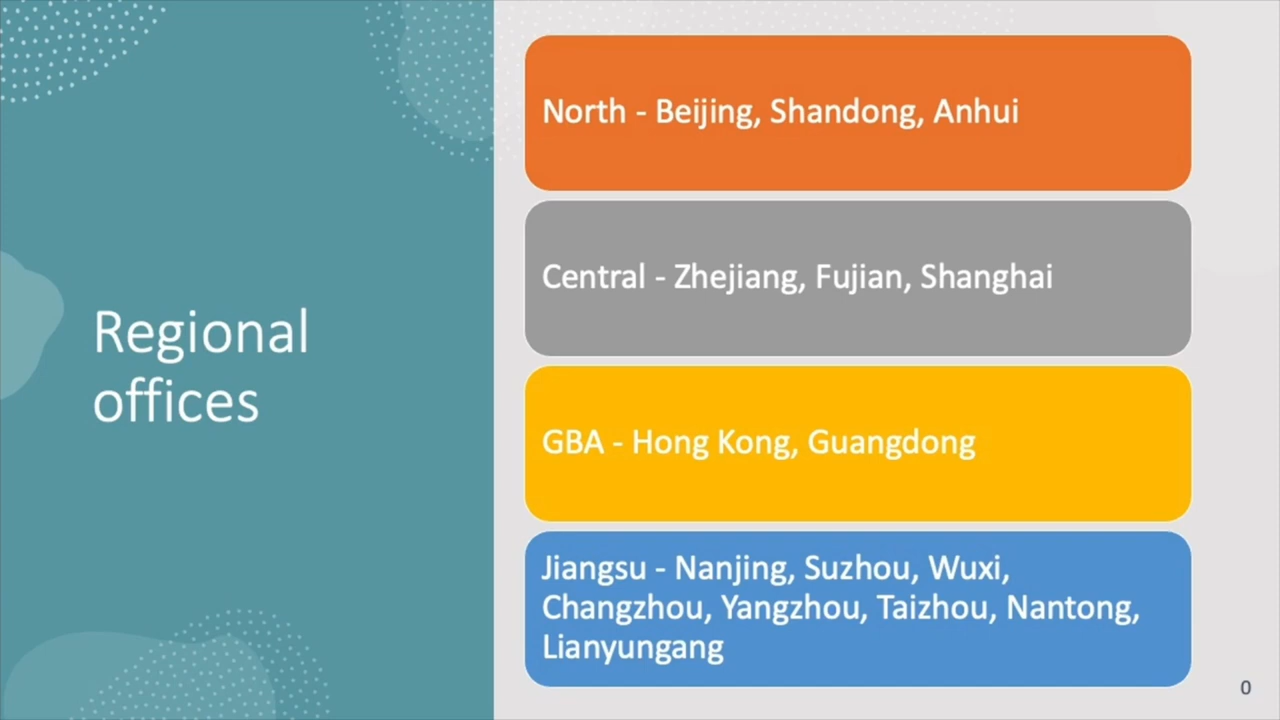 Regional
offices
North - Beijing, Shandong, Anhui
Central - Zhejiang, Fujian, Shanghai
GBA - Hong Kong, Guangdong
Jiangsu - Nanjing, Suzhou, Wuxi,
Changzhou, Yangzhou, Taizhou, Nantong,
Lianyungang
0